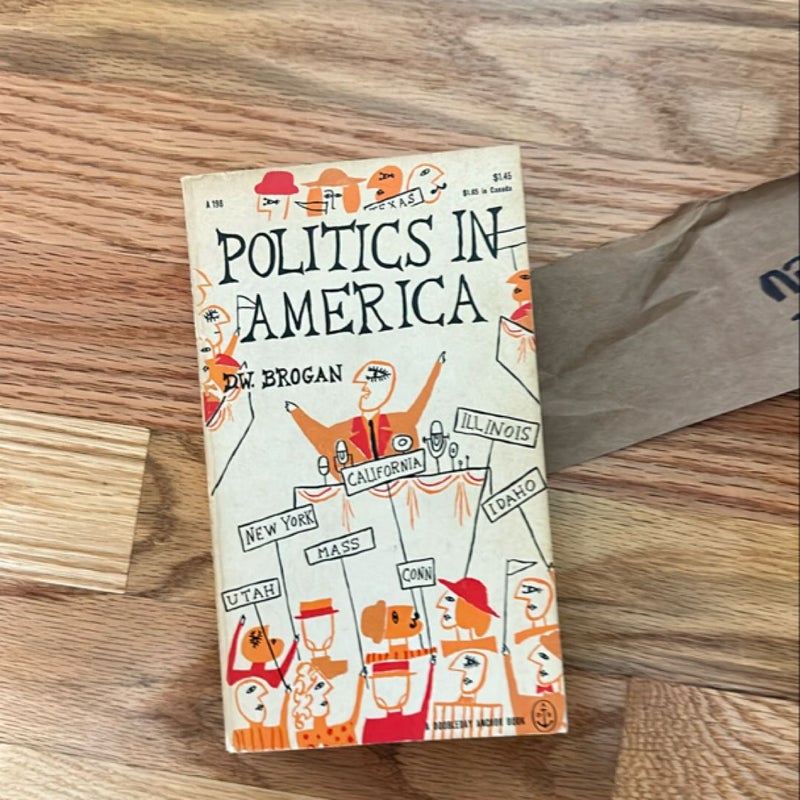 A 198
$1.45
$1.65 in Canada
TEXAS
POLITICS IN
AMERICA
D.W. BROGAN
ILLINOIS
CALIFORNIA
IDAHO
NEW YORK
MASS
CONN
UTAH
A DOUBLEDAY ANCHOR BOOK